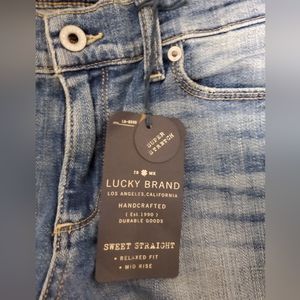 SUPER
STRETCH
LUCKY BRAND
LOS ANGELES, CALIFORNIA
HANDCRAFTED
( Est. 1990 )
DURABLE GOODS
SWEET STRAIGHT
• RELAXED FIT
• MID RISE